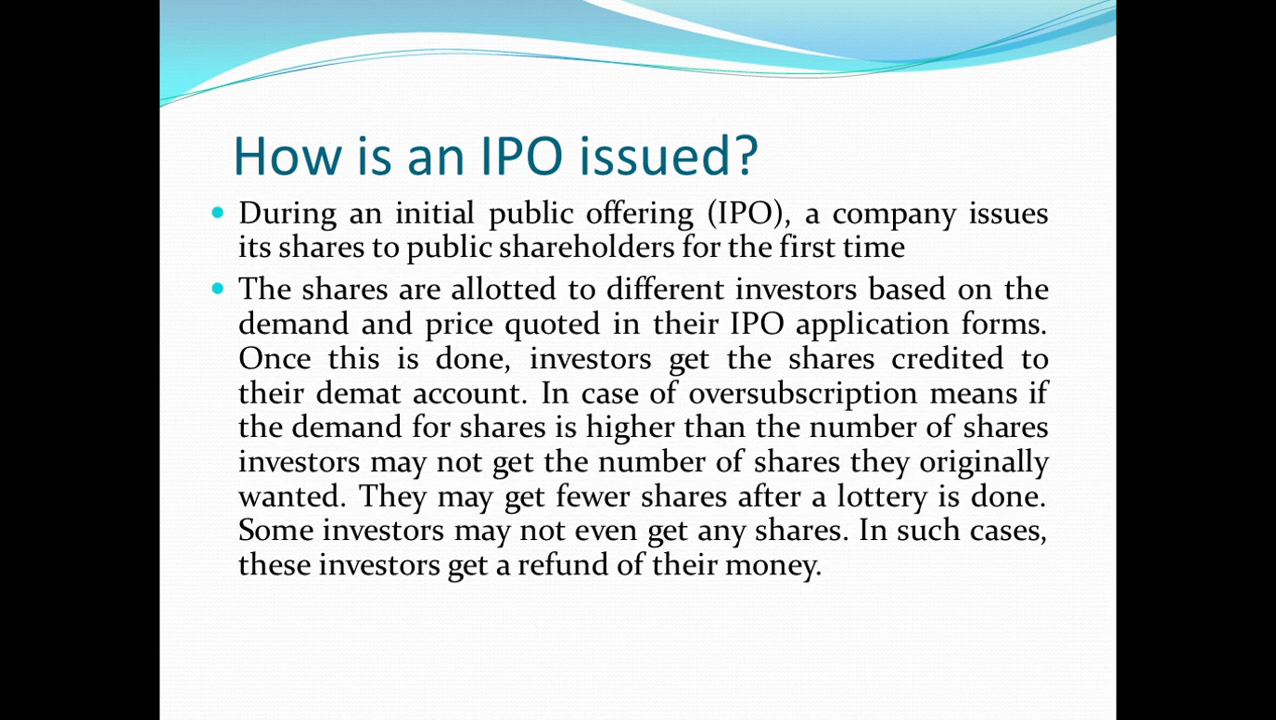 How is an IPO issued?
During an initial public offering (IPO), a company issues
its shares to public shareholders for the first time
The shares are allotted to different investors based on the
demand and price quoted in their IPO application forms.
Once this is done, investors get the shares credited to
their demat account. In case of oversubscription means if
the demand for shares is higher than the number of shares
investors may not get the number of shares they originally
wanted. They may get fewer shares after a lottery is done.
Some investors may not even get any shares. In such cases,
these investors get a refund of their money.